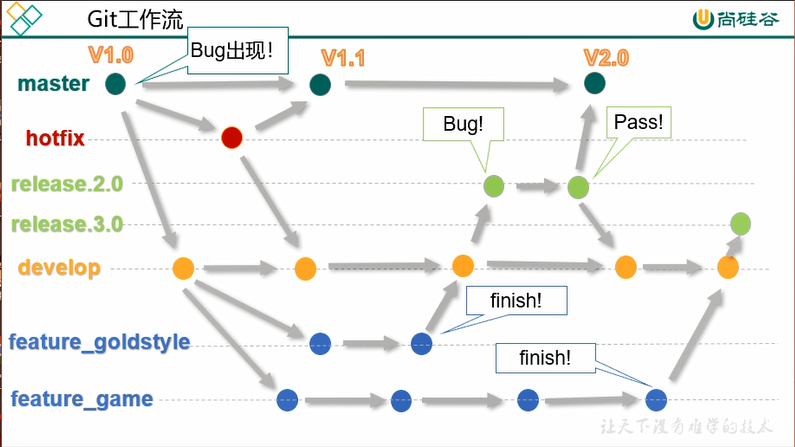 Git工作流
尚硅谷
V1.0
Bug出现！
V1.1
V2.0
master
Bug!
Pass!
hotfix
release.2.0
release.3.0
develop
finish!
feature_goldstyle
finish!
feature_game
让天下没有难学的技术